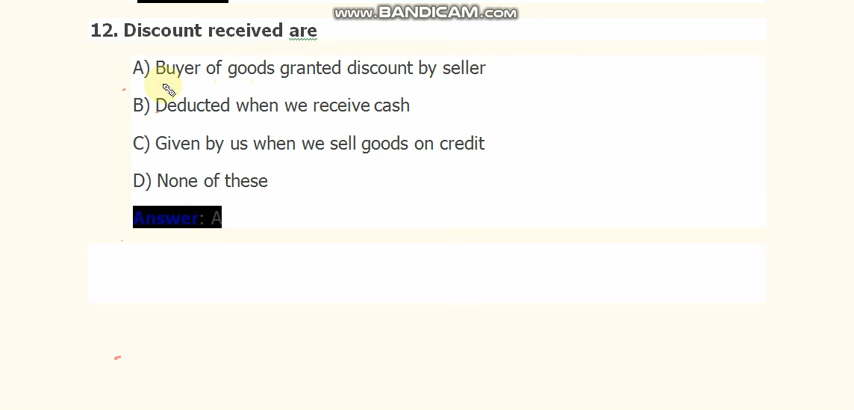 www.BANDICAM.com
12. Discount received are
A) Buyer of goods granted discount by seller
B) Deducted when we receive cash
C) Given by us when we sell goods on credit
D) None of these
Answer: A